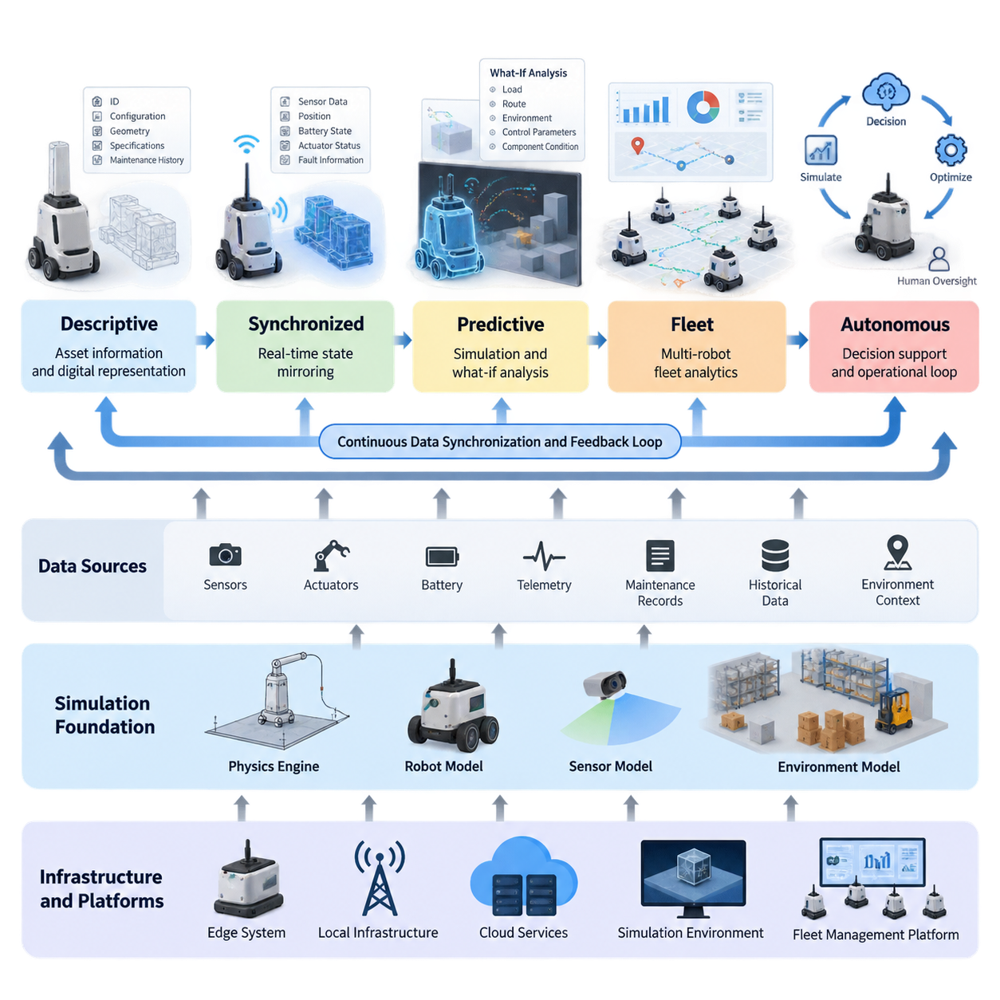 ID
Configuration
Geometry
Specifications
Maintenance History
Sensor Data
Position
Battery State
Actuator Status
Fault Information
What-If Analysis
Load
Route
Environment
Control Parameters
Component Condition
Decision
Simulate
Optimize
Human Oversight
Descriptive
Asset information
and digital representation
Synchronized
Real-time state
mirroring
Predictive
Simulation and
what-if analysis
Fleet
Multi-robot
fleet analytics
Autonomous
Decision support
and operational loop
Continuous Data Synchronization and Feedback Loop
Data Sources
Sensors
Actuators
Battery
Telemetry
Maintenance
Records
Historical
Data
Environment
Context
Simulation
Foundation
Physics Engine
Robot Model
Sensor Model
Environment Model
Infrastructure
and Platforms
Edge System
Local Infrastructure
Cloud Services
Simulation Environment
Fleet Management Platform